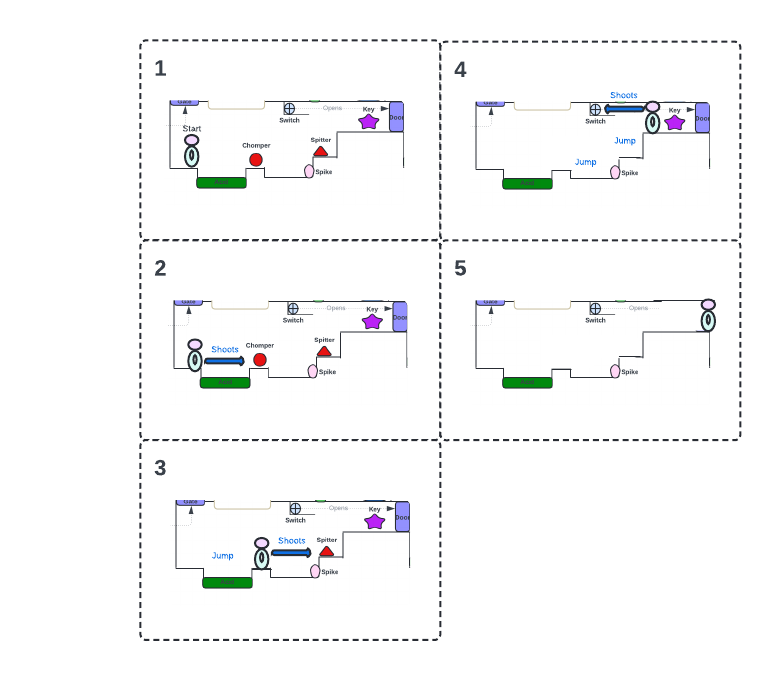 1
Gate
Opens
Key
Door
Switch
Start
Chomper
Spitter
Spike
Acid
4
Shoots
Gate
Key
Door
Switch
Jump
Jump
Spike
Acid
2
Gate
Opens
Key
Door
Switch
Shoots
Chomper
Spitter
Spike
Acid
5
Gate
Opens
Switch
Spike
Acid
3
Gate
Opens
Key
Door
Switch
Jump
Shoots
Spitter
Spike
Acid